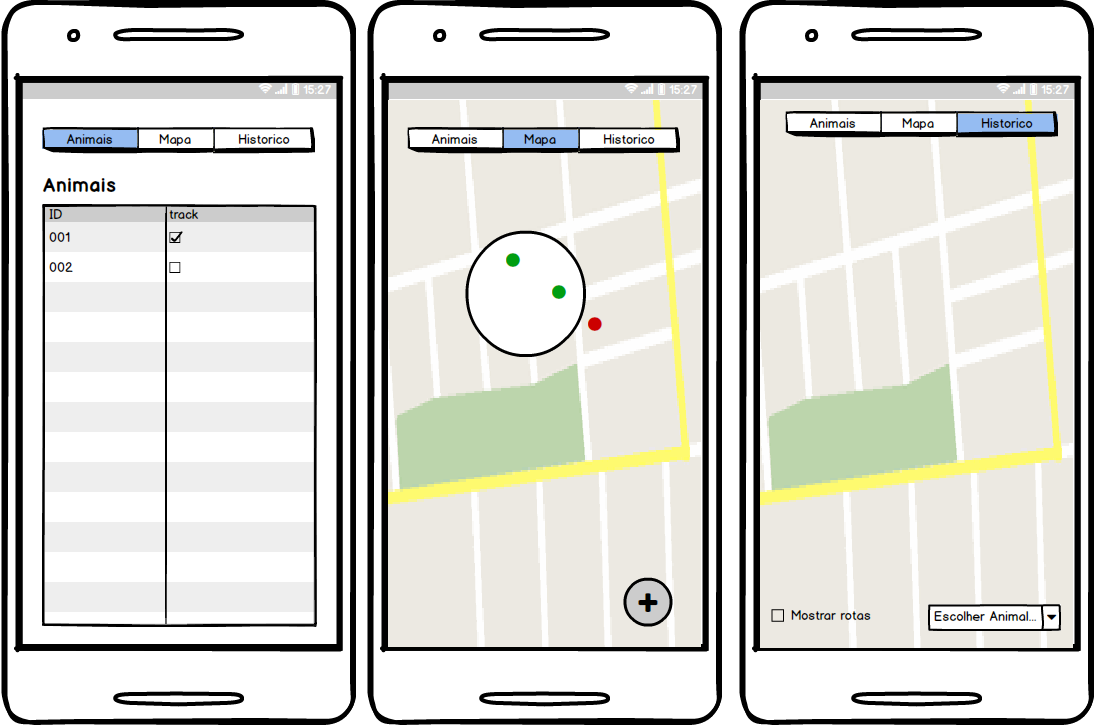 15:27
Animais Mapa Historico
Animais
ID track
001
002
15:27
Animais Mapa Historico
15:27
Animais Mapa Historico
Mostrar rotas Escolher Animal...